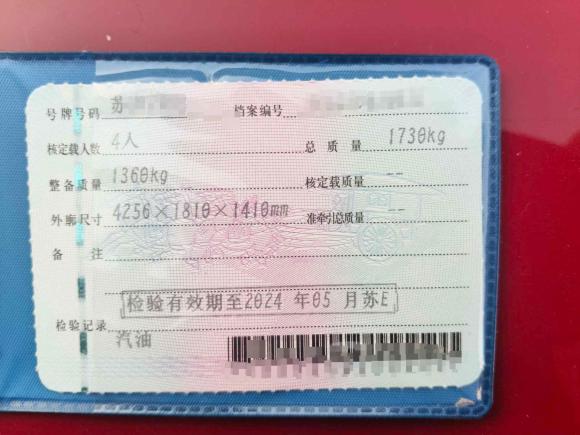 号牌号码 苏 档案编号
核定载人数 4人 总质量 1730kg
整备质量 1360kg 核定载质量 --
外廓尺寸 4256×1810×1410mm 准牵引总质量 --
备注
检验有效期至2024 年05 月苏E
检验记录
汽油